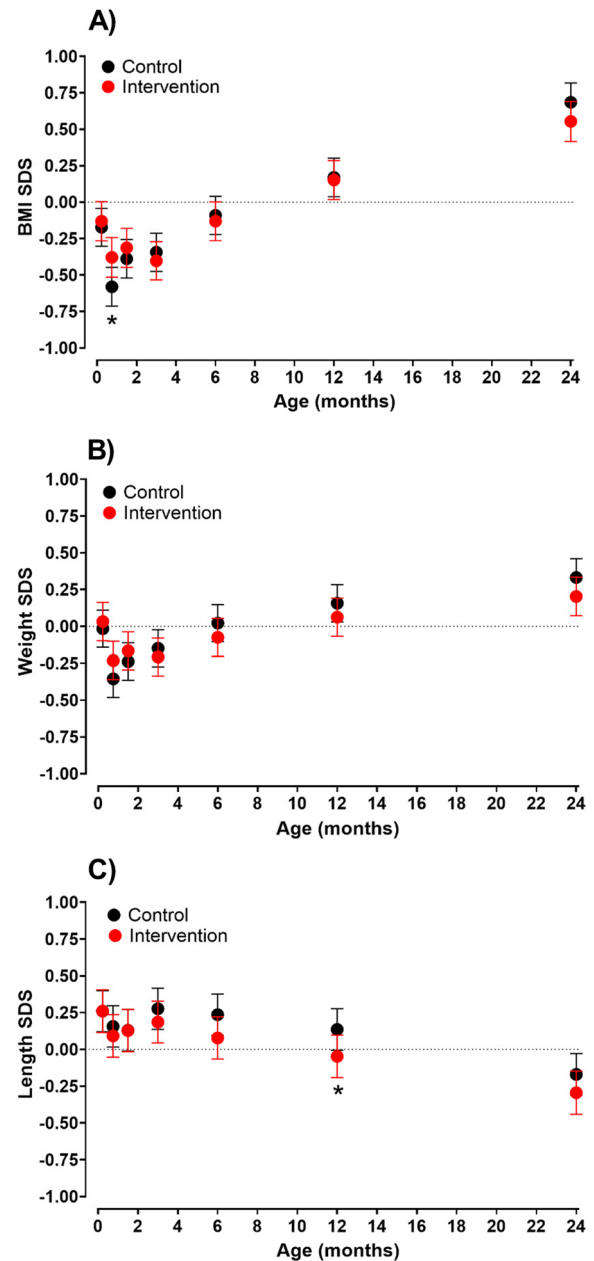 A)
Control
Intervention
1.00
0.75
0.50
0.25
0.00
-0.25
-0.50
-0.75
-1.00
BMI SDS
*
0 2 4 6 8 10 12 14 16 18 20 22 24
Age (months)
B)
Control
Intervention
1.00
0.75
0.50
0.25
0.00
-0.25
-0.50
-0.75
-1.00
Weight SDS
0 2 4 6 8 10 12 14 16 18 20 22 24
Age (months)
C)
Control
Intervention
1.00
0.75
0.50
0.25
0.00
-0.25
-0.50
-0.75
-1.00
Length SDS
*
0 2 4 6 8 10 12 14 16 18 20 22 24
Age (months)